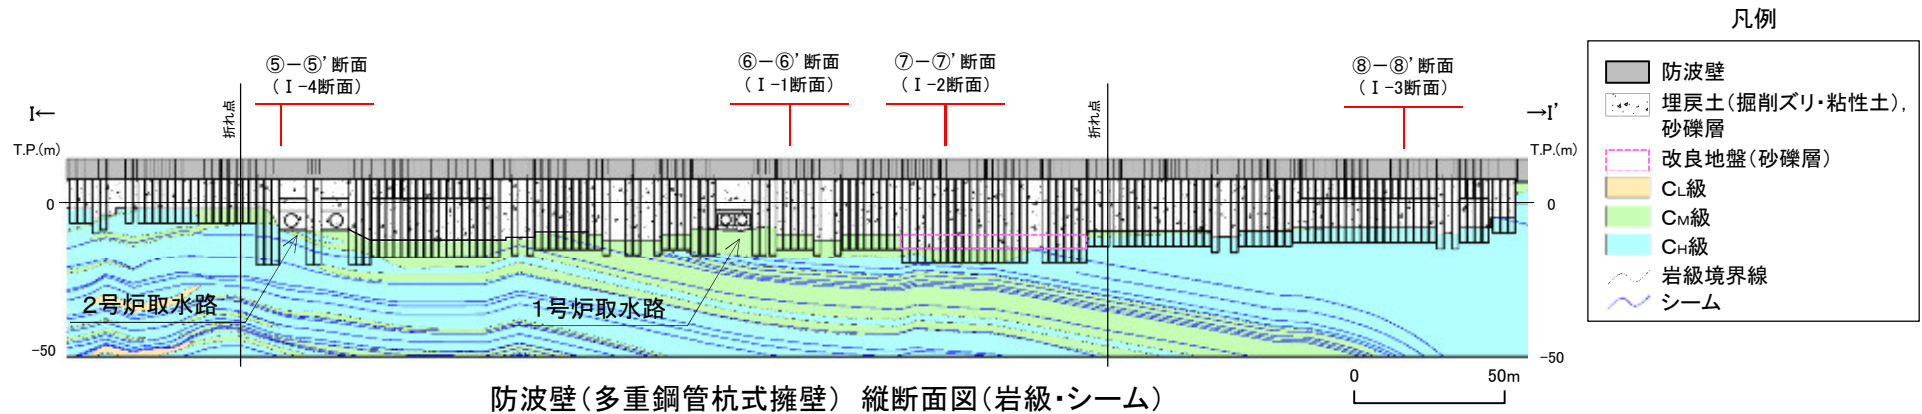 凡例
⑤－⑤’断面
（Ⅰ-4断面）
⑥－⑥’断面
（Ⅰ-1断面）
⑦－⑦’断面
（Ⅰ-2断面）
⑧－⑧’断面
（Ⅰ-3断面）
I←
→I’
折れ点
折れ点
T.P.(m)
T.P.(m)
0
0
-50
-50
2号炉取水路
1号炉取水路
防波壁
埋戻土（掘削ズリ・粘性土），
砂礫層
改良地盤（砂礫層）
CL級
CM級
CH級
岩級境界線
シーム
0
50m
防波壁（多重鋼管杭式擁壁） 縦断面図（岩級・シーム）